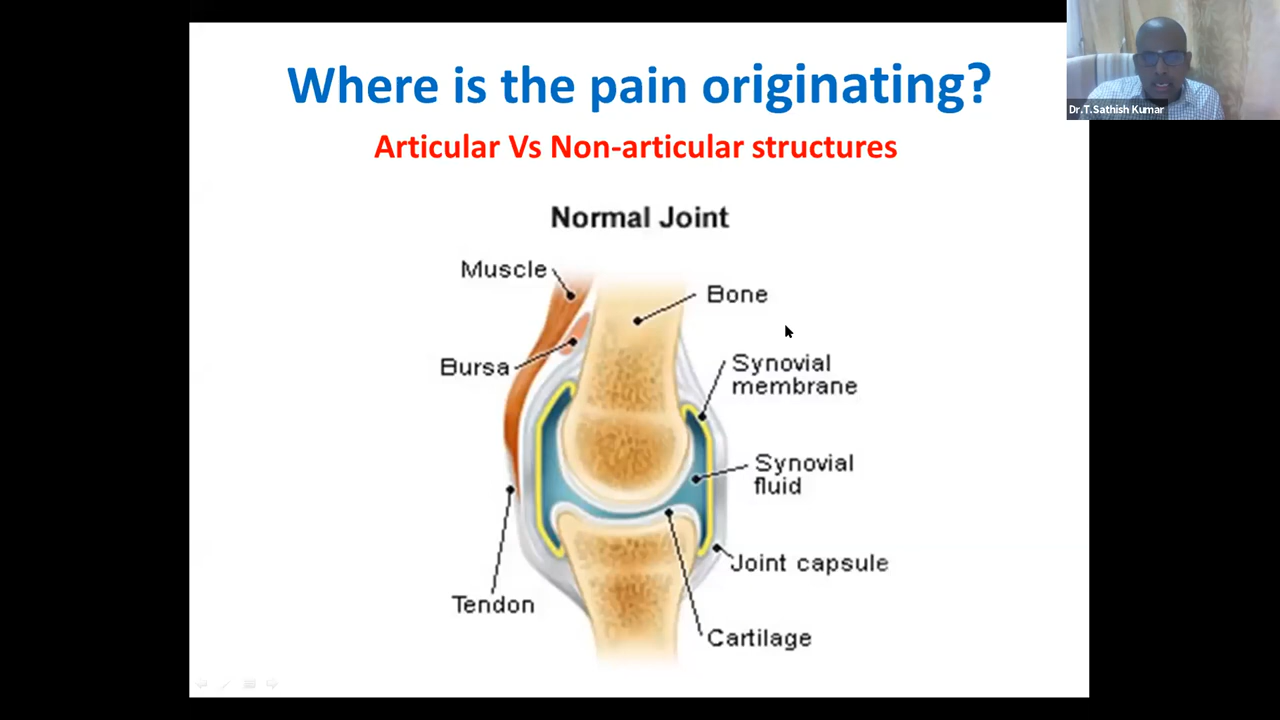 Where is the pain originating?
Dr.T.Sathish Kumar
Articular Vs Non-articular structures
Normal Joint
Muscle
Bone
Bursa
Synovial
membrane
Synovial
fluid
Joint capsule
Tendon
Cartilage